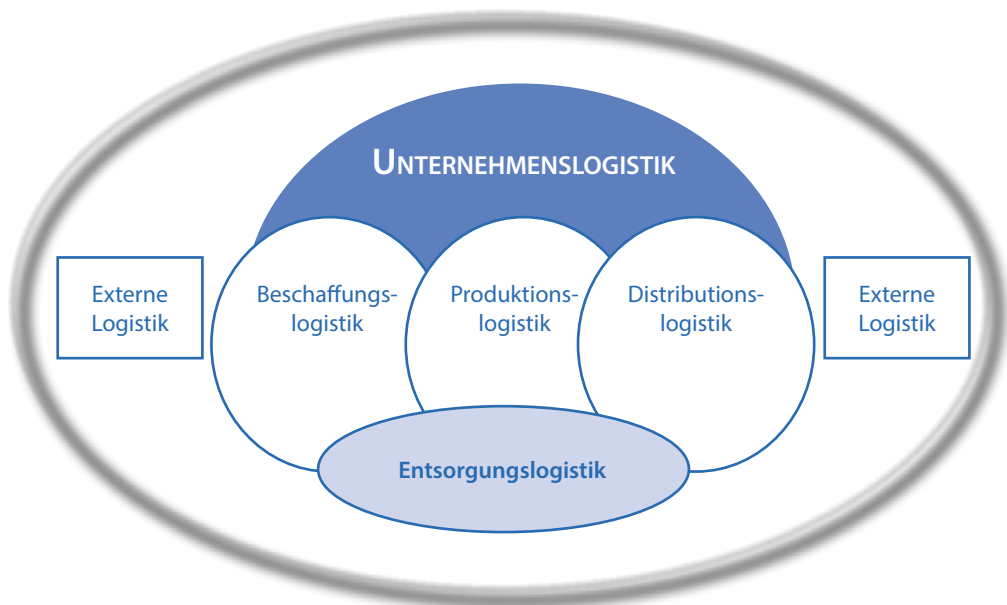 UNTERNEHMENSLOGISTIK
Externe
Logistik
Beschaffungs-
logistik
Produktions-
logistik
Distributions-
logistik
Externe
Logistik
Entsorgungslogistik